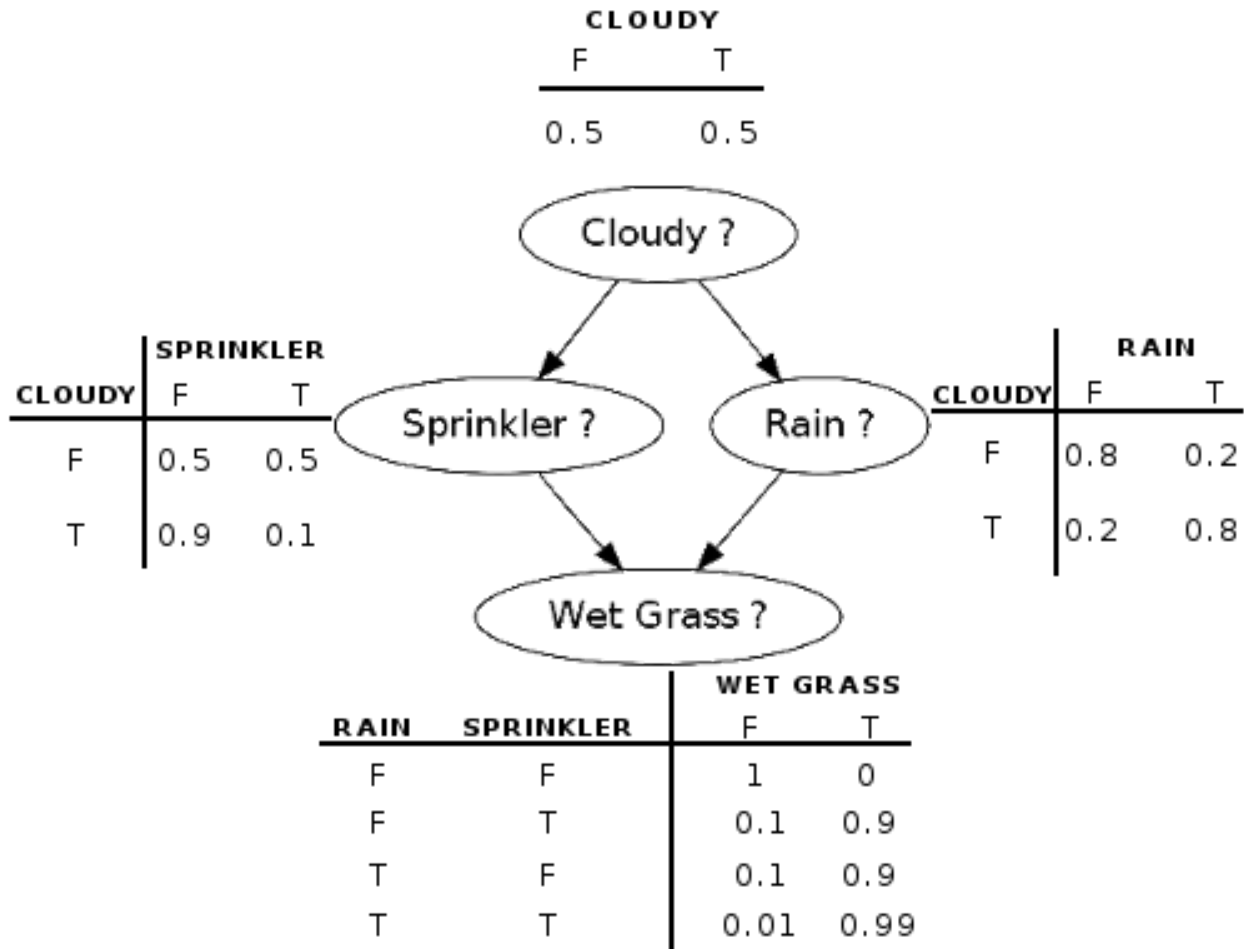 CLOUDY
F T
0.5 0.5
Cloudy ?
SPRINKLER
CLOUDY F T
F 0.5 0.5
T 0.9 0.1
Sprinkler ?
Rain ?
RAIN
CLOUDY F T
F 0.8 0.2
T 0.2 0.8
Wet Grass ?
WET GRASS
RAIN SPRINKLER F T
F F 1 0
F T 0.1 0.9
T F 0.1 0.9
T T 0.01 0.99